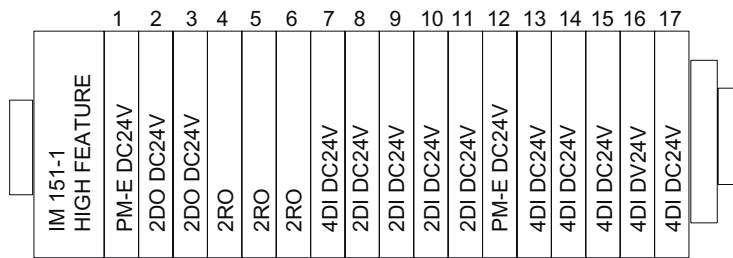 1 2 3 4 5 6 7 8 9 10 11 12 13 14 15 16 17
IM 151-1
HIGH FEATURE
PM-E DC24V
2DO DC24V
2DO DC24V
2RO
2RO
2RO
4DI DC24V
2DI DC24V
2DI DC24V
2DI DC24V
2DI DC24V
PM-E DC24V
4DI DC24V
4DI DC24V
4DI DC24V
4DI DV24V
4DI DC24V